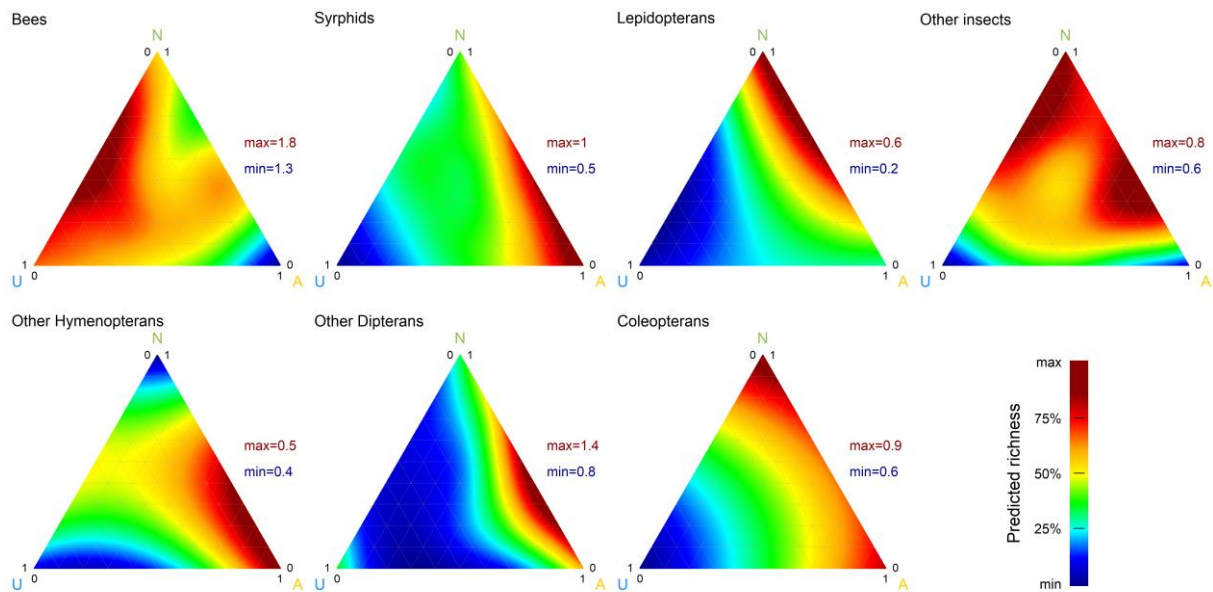 Bees
N
0 1
max=1.8
min=1.3
1 0
0 1
U A
Syrphids
N
0 1
max=1
min=0.5
1 0
0 1
U A
Lepidopterans
N
0 1
max=0.6
min=0.2
1 0
0 1
U A
Other insects
N
0 1
max=0.8
min=0.6
1 0
0 1
U A
Other Hymenopterans
N
0 1
max=0.5
min=0.4
1 0
0 1
U A
Other Dipterans
N
0 1
max=1.4
min=0.8
1 0
0 1
U A
Coleopterans
N
0 1
max=0.9
min=0.6
1 0
0 1
U A
Predicted richness
max
75%
50%
25%
min